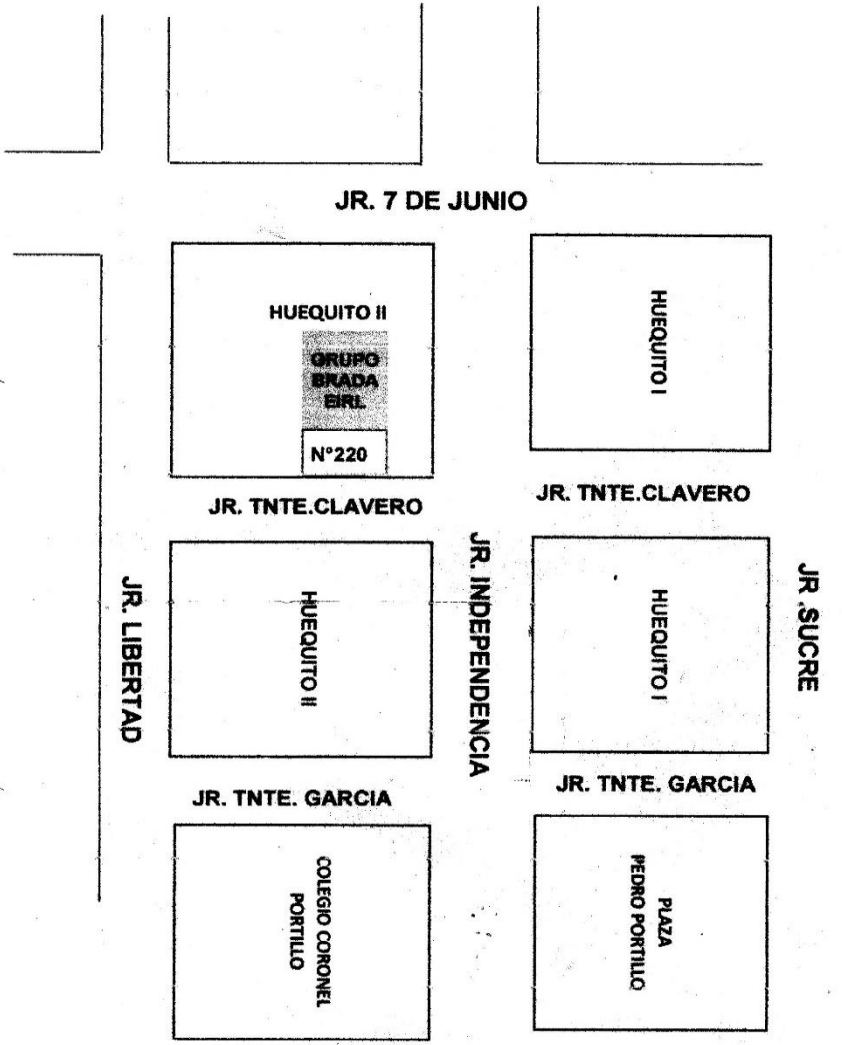 JR. 7 DE JUNIO
HUEQUITO II
GRUPO
BRADA
EIRL
N°220
HUEQUITO I
JR. TNTE.CLAVERO
JR. TNTE.CLAVERO
JR. LIBERTAD
HUEQUITO II
JR. INDEPENDENCIA
HUEQUITO I
JR .SUCRE
JR. TNTE. GARCIA
JR. TNTE. GARCIA
COLEGIO CORONEL
PORTILLO
PLAZA
PEDRO PORTILLO